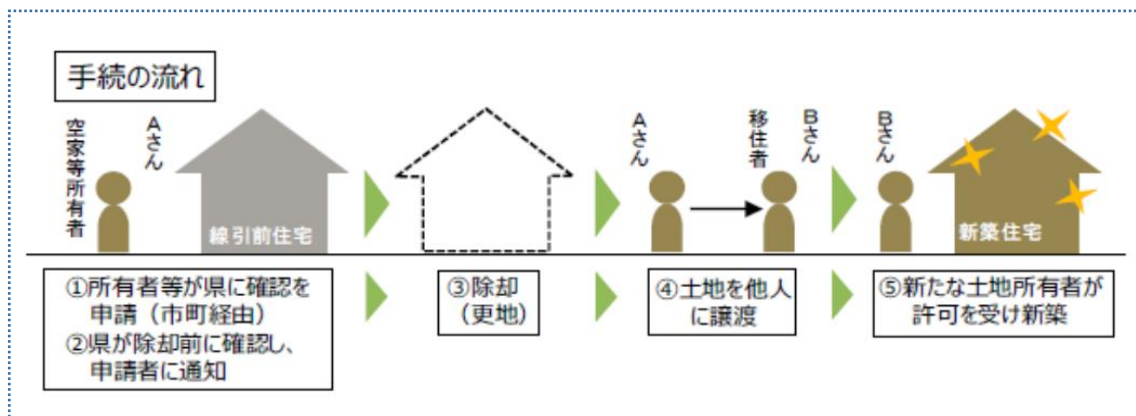 手続の流れ
空家等所有者
Aさん
線引前住宅
Aさん
移住者
Bさん
Bさん
新築住宅
①所有者等が県に確認を
申請（市町経由）
②県が除却前に確認し、
申請者に通知
③除却
（更地）
④土地を他人
に譲渡
⑤新たな土地所有者が
許可を受け新築